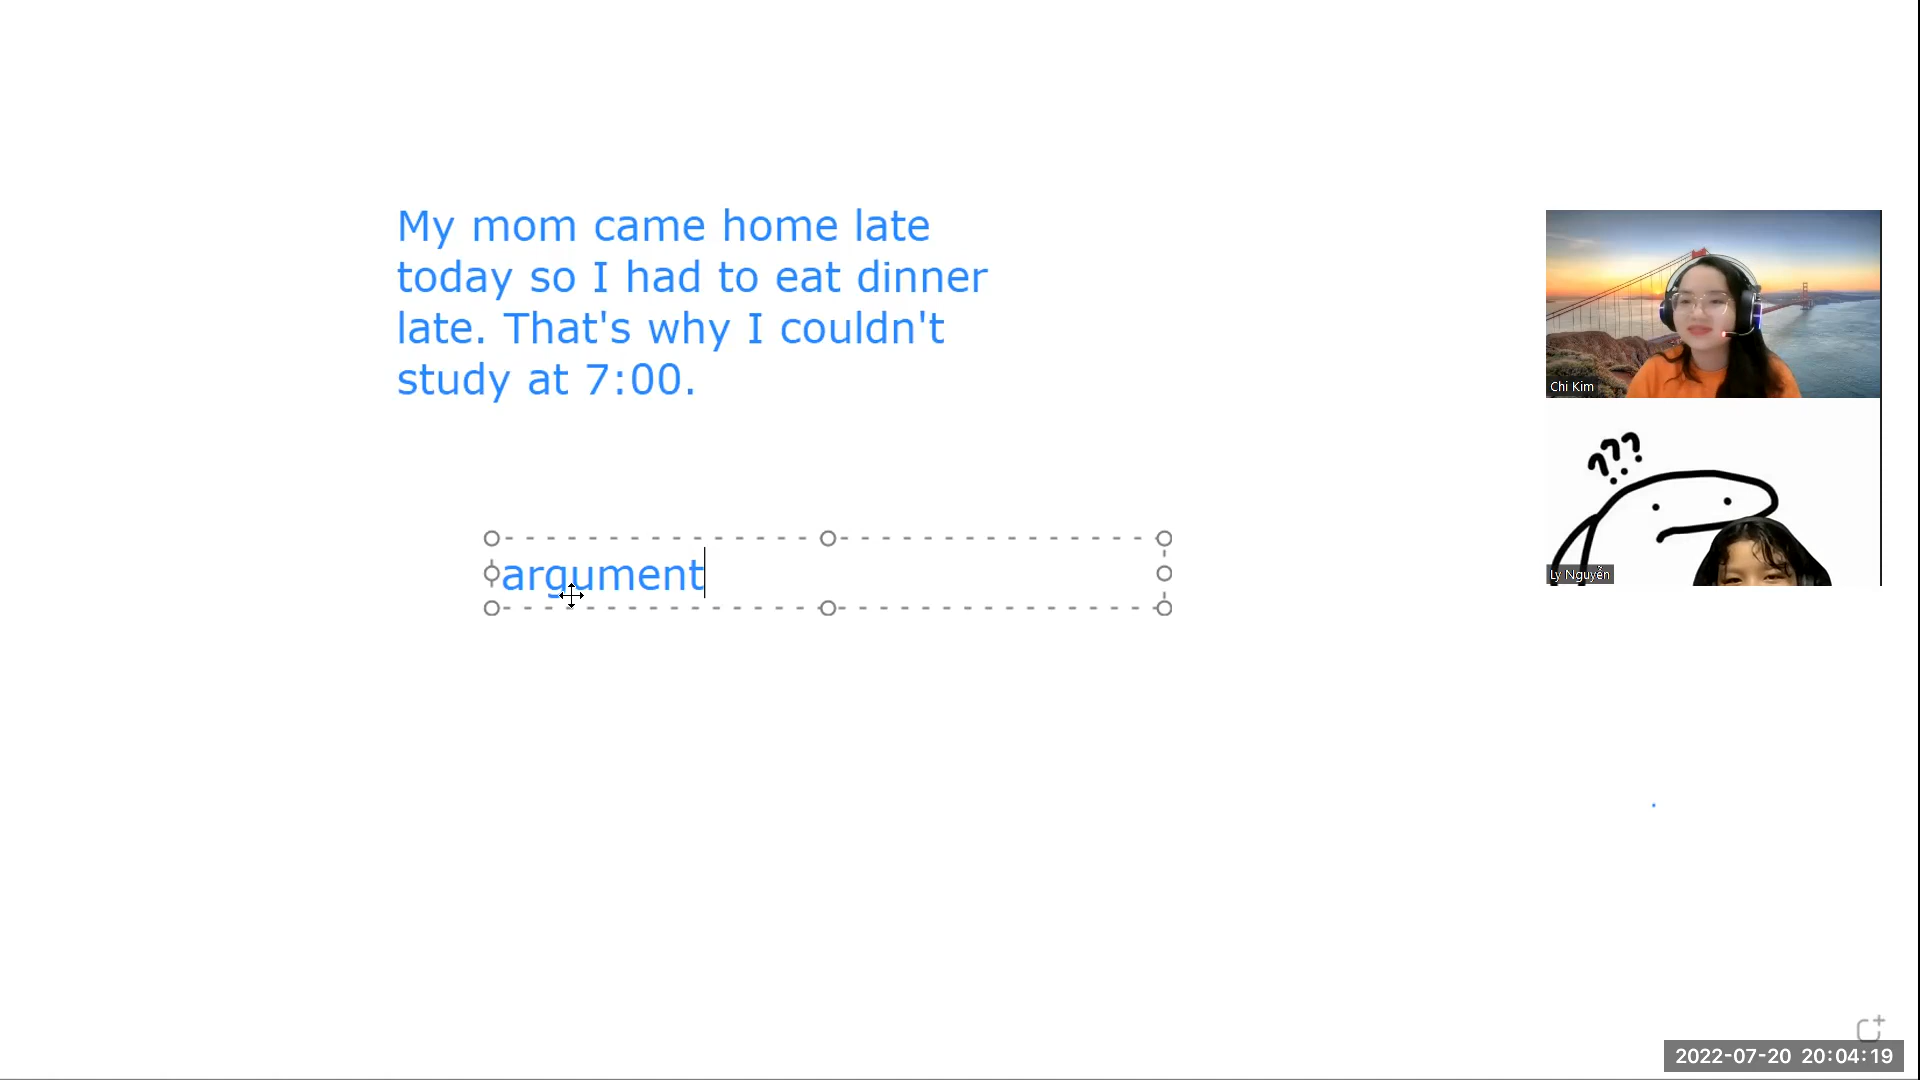 My mom came home late
today so I had to eat dinner
late. That's why I couldn't
study at 7:00.
argument
Chi Kim
???
Ly Nguyễn
2022-07-20 20:04:19